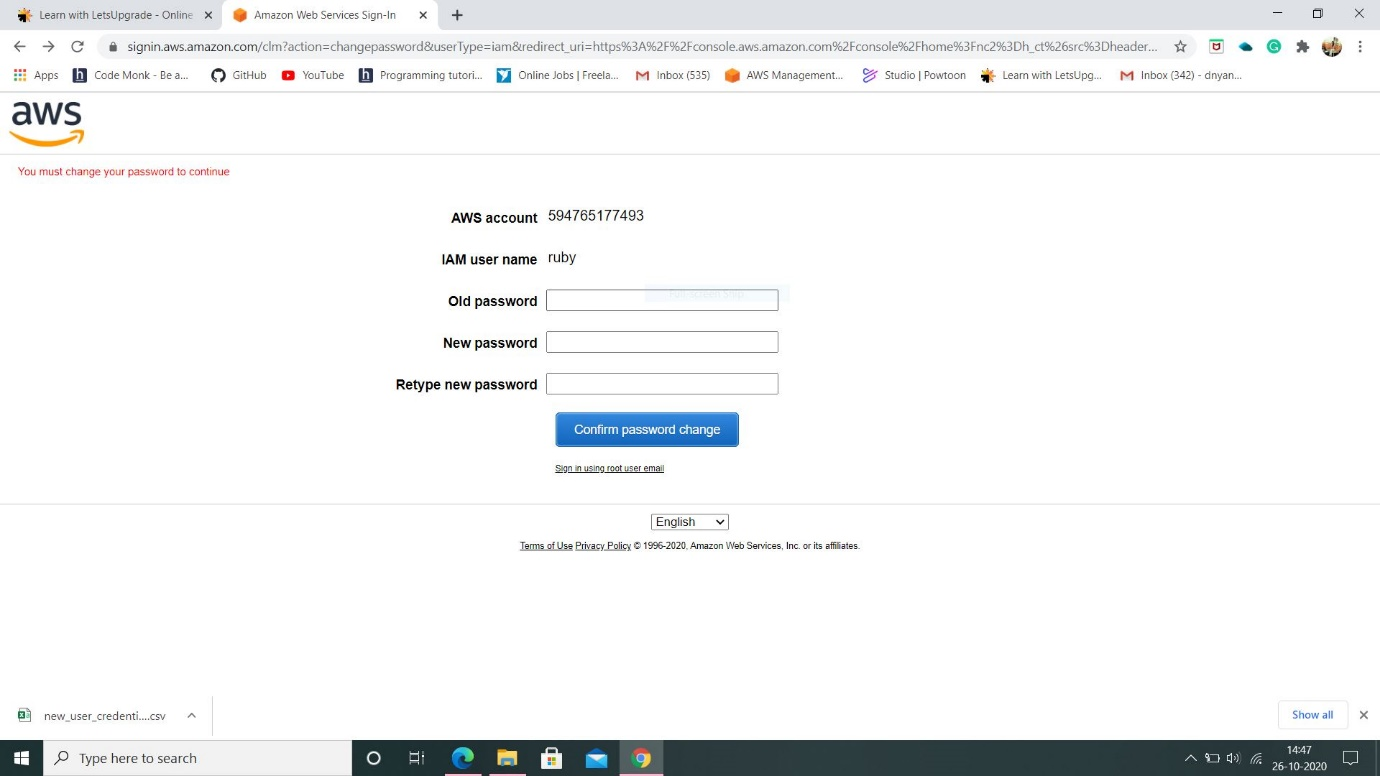 Learn with LetsUpgrade - Online
Amazon Web Services Sign-In
signin.aws.amazon.com/clm?action=changepassword&userType=iam&redirect_uri=https%3A%2F%2Fconsole.aws.amazon.com%2Fconsole%2Fhome%3Fnc2%3Dh_ct%26src%3Dheader...
Apps Code Monk - Be a... GitHub YouTube Programming tutori... Online Jobs | Freela... Inbox (535) AWS Management... Studio | Powtoon Learn with LetsUpg... Inbox (342) - dnyan...
aws
You must change your password to continue
AWS account 594765177493
IAM user name ruby
Old password
New password
Retype new password
Confirm password change
Sign in using root user email
English
Terms of Use Privacy Policy © 1996-2020, Amazon Web Services, Inc. or its affiliates.
new_user_credenti....csv
Show all
Type here to search
14:47
26-10-2020